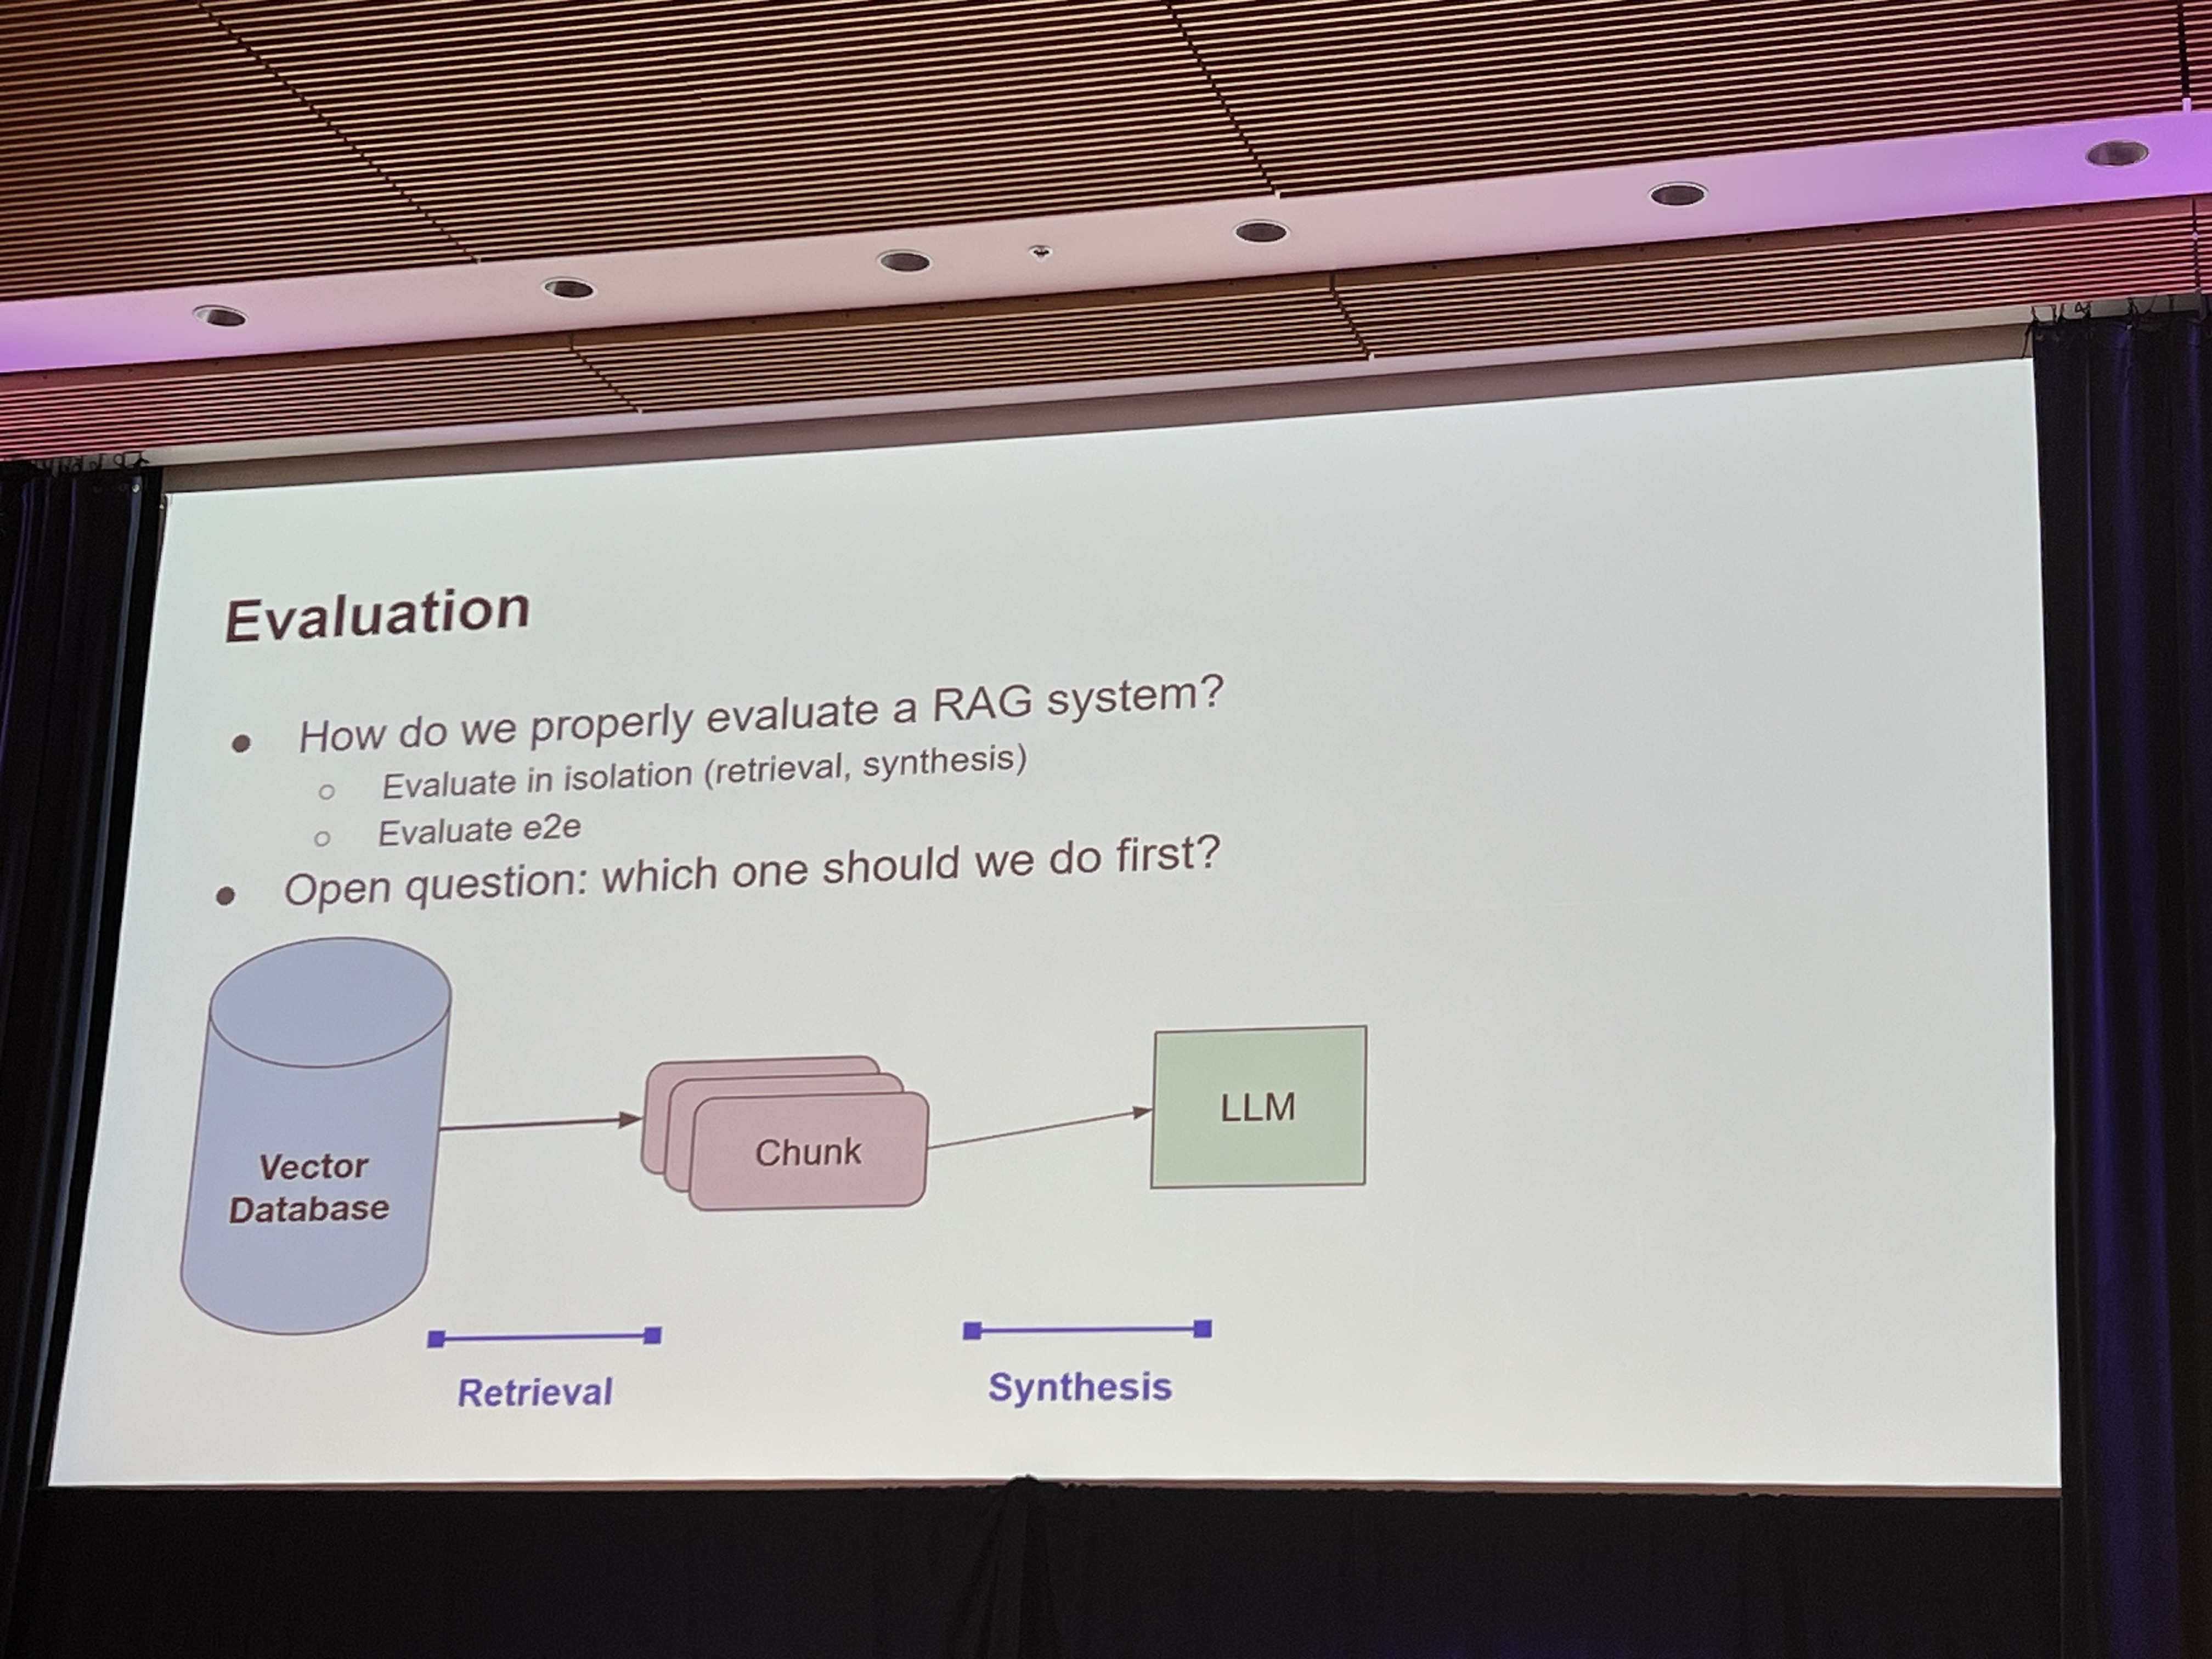 Evaluation
● How do we properly evaluate a RAG system?
○ Evaluate in isolation (retrieval, synthesis)
○ Evaluate e2e
● Open question: which one should we do first?
Vector
Database
Chunk
LLM
Retrieval
Synthesis